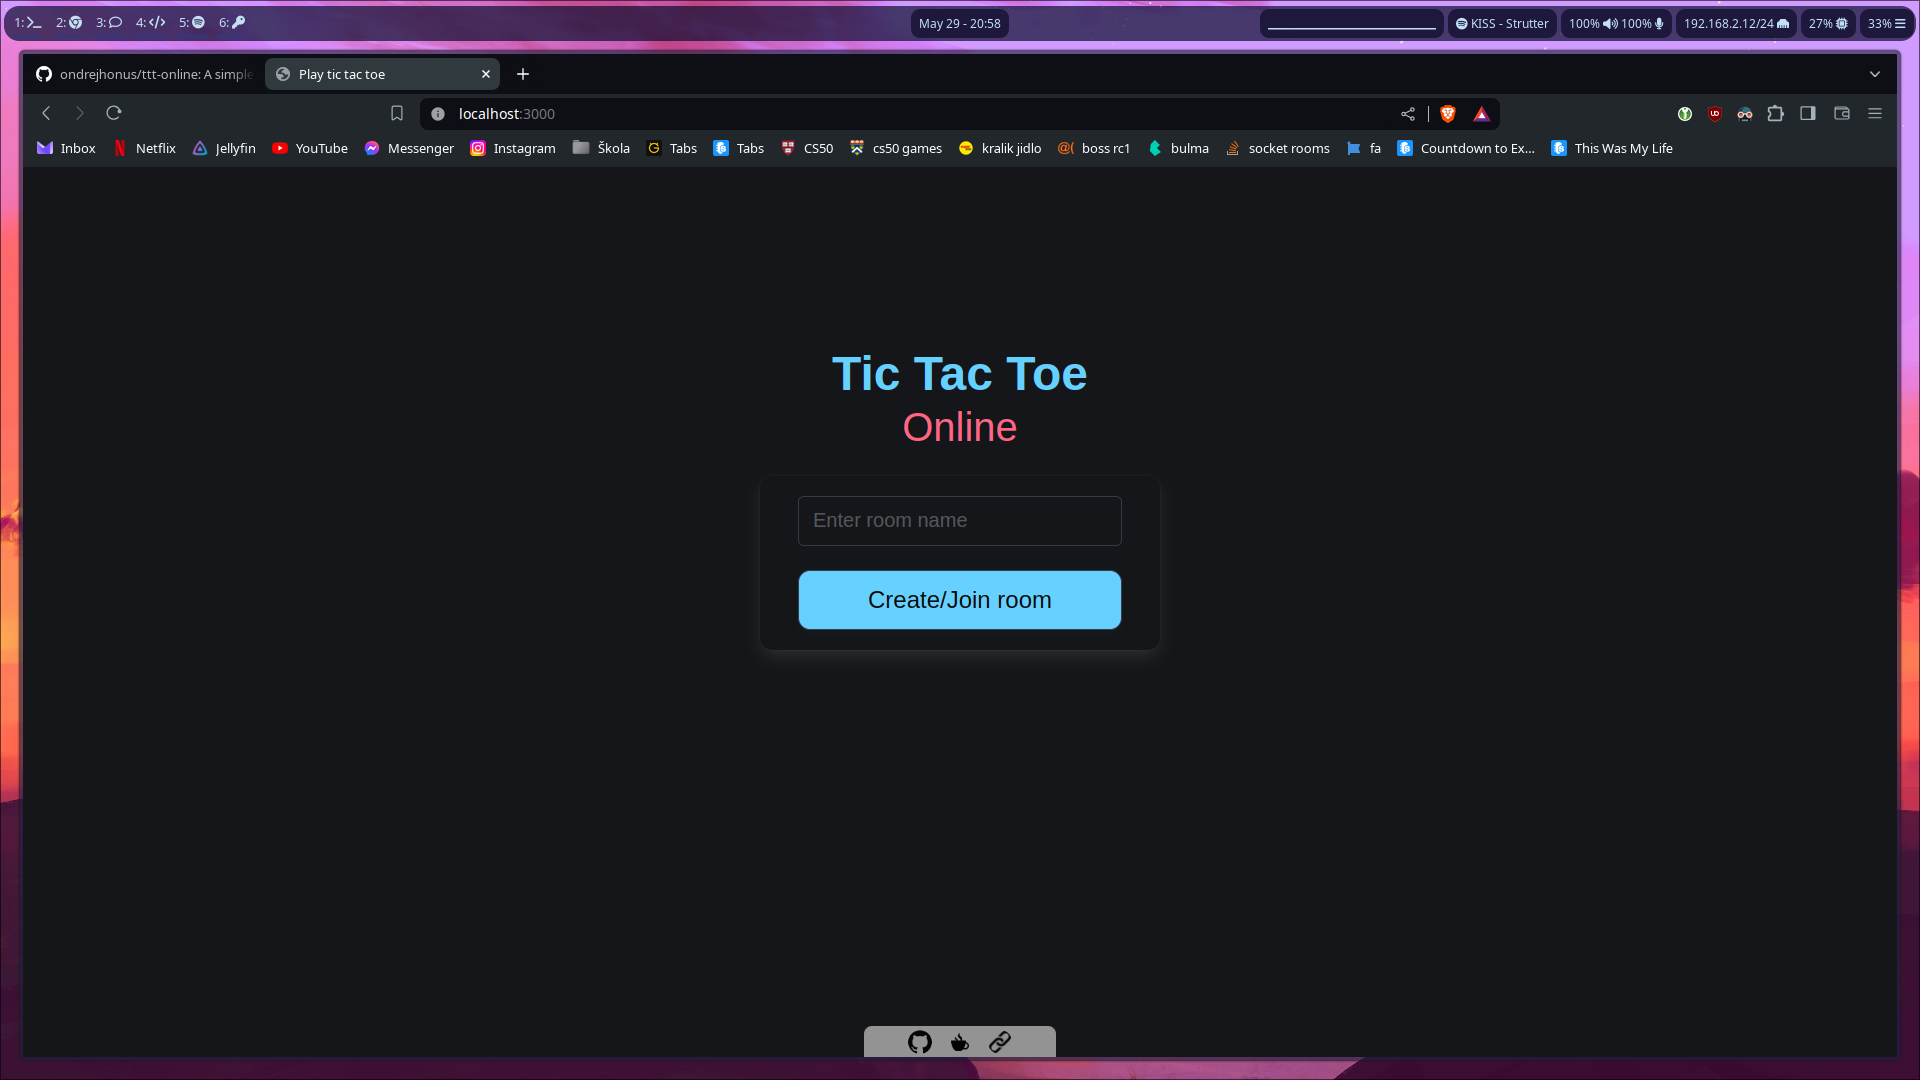 1: 2: 3: 4: 5: 6: May 29 - 20:58 KISS - Strutter 100% 100% 192.168.2.12/24 27% 33%
ondrejhonus/ttt-online: A simple Play tic tac toe
localhost:3000
Inbox Netflix Jellyfin YouTube Messenger Instagram Škola Tabs Tabs CS50 cs50 games kralik jidlo boss rc1 bulma socket rooms fa Countdown to Ex... This Was My Life
Tic Tac Toe
Online
Enter room name
Create/Join room